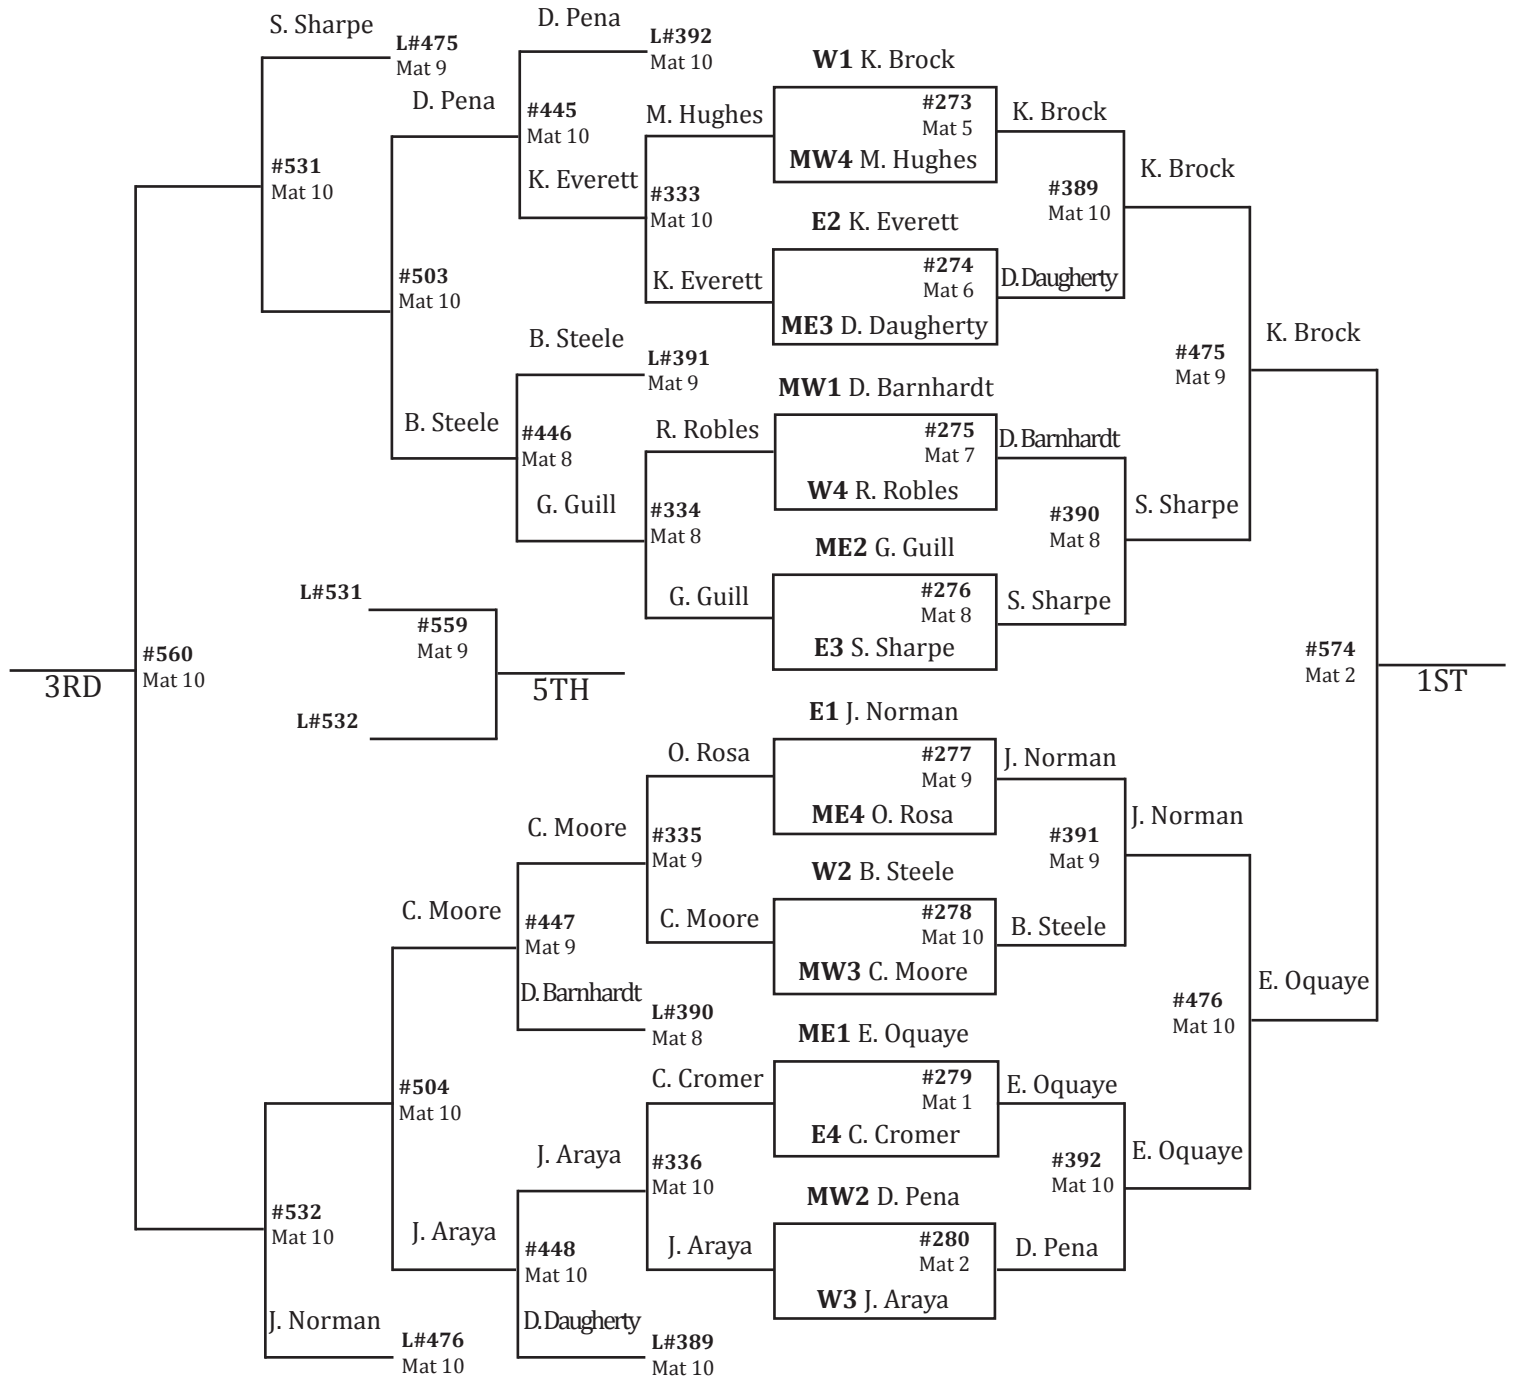 S. Sharpe
L#475
Mat 9
D. Pena
L#392
Mat 10
D. Pena
#445
Mat 10
K. Everett
#531
Mat 10
#503
Mat 10
M. Hughes
#333
Mat 10
K. Everett
B. Steele
L#391
Mat 9
B. Steele
#446
Mat 8
G. Guill
R. Robles
#334
Mat 8
G. Guill
W1 K. Brock
#273
Mat 5
MW4 M. Hughes
E2 K. Everett
#274
Mat 6
ME3 D. Daugherty
MW1 D. Barnhardt
#275
Mat 7
W4 R. Robles
ME2 G. Guill
#276
Mat 8
E3 S. Sharpe
K. Brock
#389
Mat 10
D. Daugherty
K. Brock
D. Barnhardt
#390
Mat 8
S. Sharpe
S. Sharpe
#475
Mat 9
K. Brock
L#531
#559
Mat 9
L#532
5TH
3RD
#560
Mat 10
#574
Mat 2
1ST
E1 J. Norman
#277
Mat 9
ME4 O. Rosa
W2 B. Steele
#278
Mat 10
MW3 C. Moore
ME1 E. Oquaye
#279
Mat 1
E4 C. Cromer
MW2 D. Pena
#280
Mat 2
W3 J. Araya
O. Rosa
#335
Mat 9
C. Moore
C. Moore
#447
Mat 9
D. Barnhardt
L#390
Mat 8
C. Moore
#504
Mat 10
C. Cromer
#336
Mat 10
J. Araya
J. Araya
#448
Mat 10
D. Daugherty
L#389
Mat 10
J. Araya
#532
Mat 10
J. Norman
L#476
Mat 10
J. Norman
#391
Mat 9
B. Steele
J. Norman
E. Oquaye
#392
Mat 10
D. Pena
E. Oquaye
#476
Mat 10
E. Oquaye